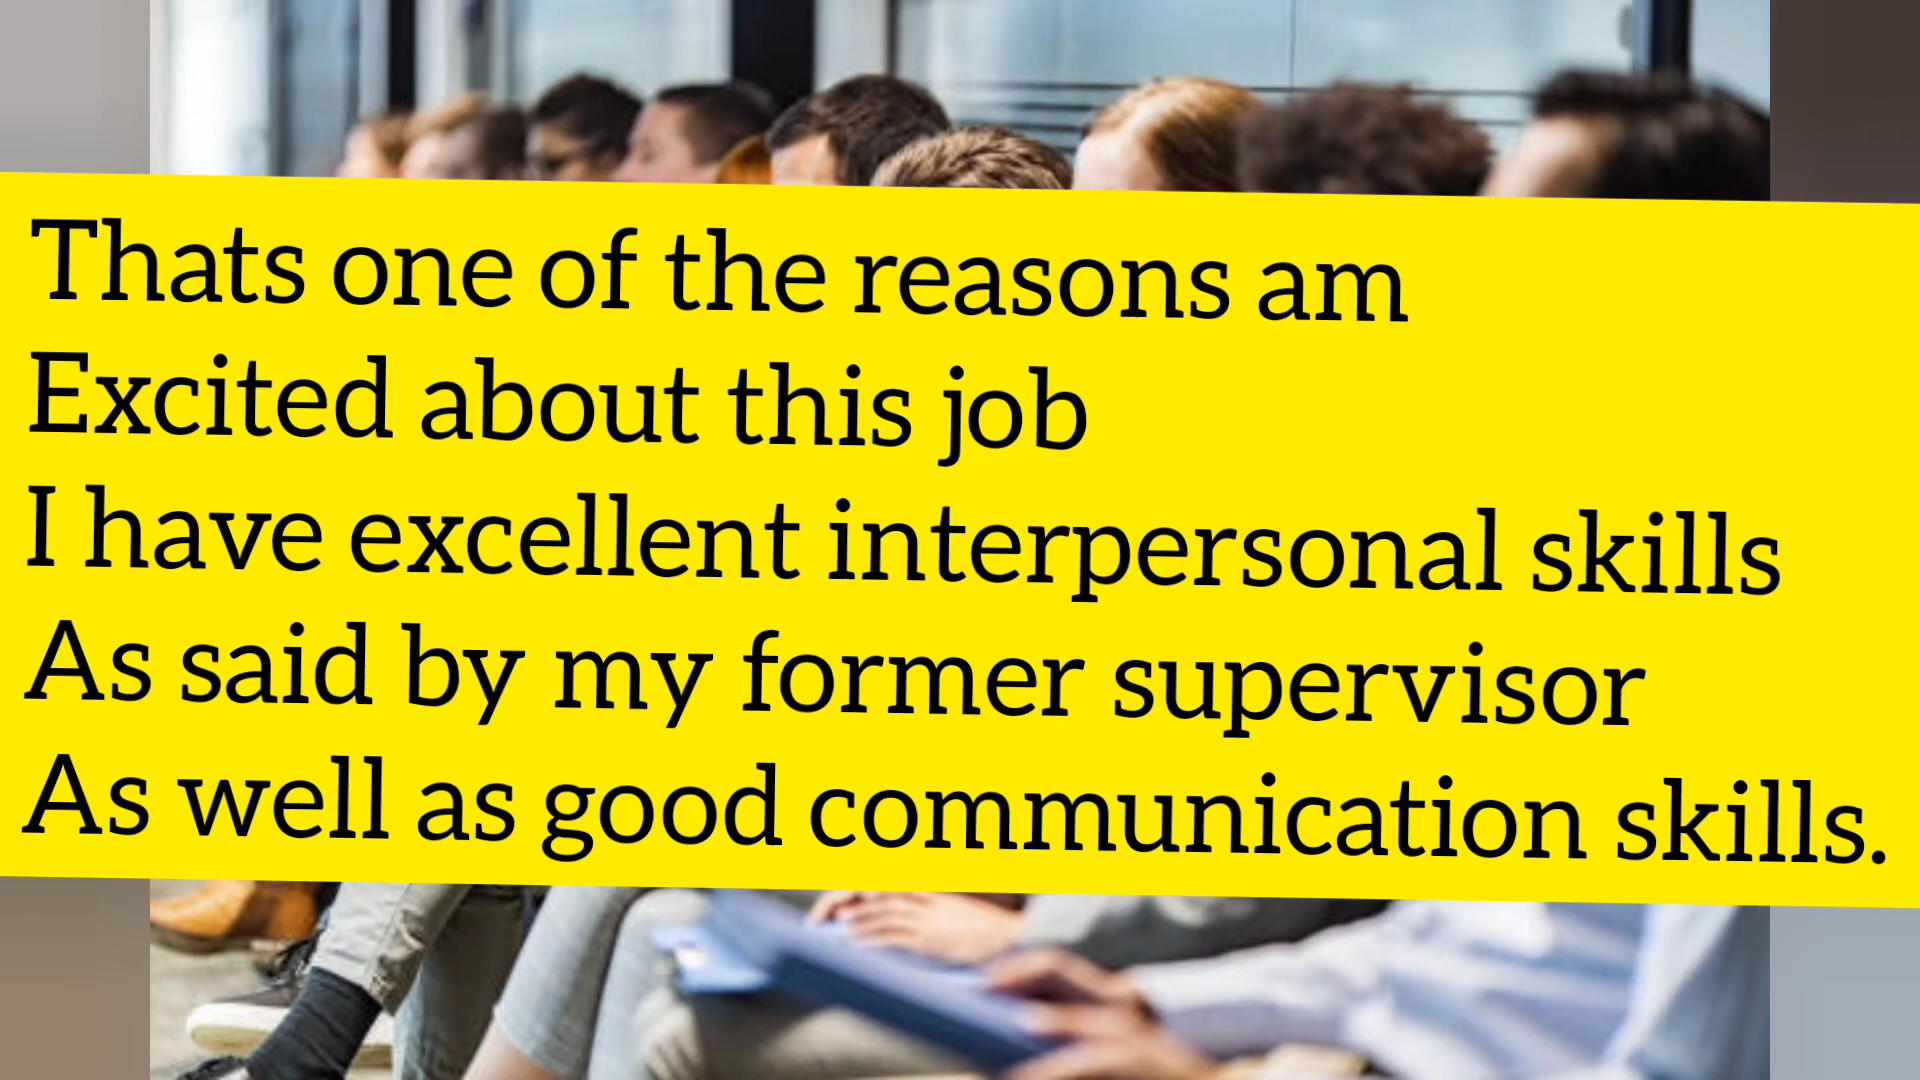 Thats one of the reasons am
Excited about this job
I have excellent interpersonal skills
As said by my former supervisor
As well as good communication skills.